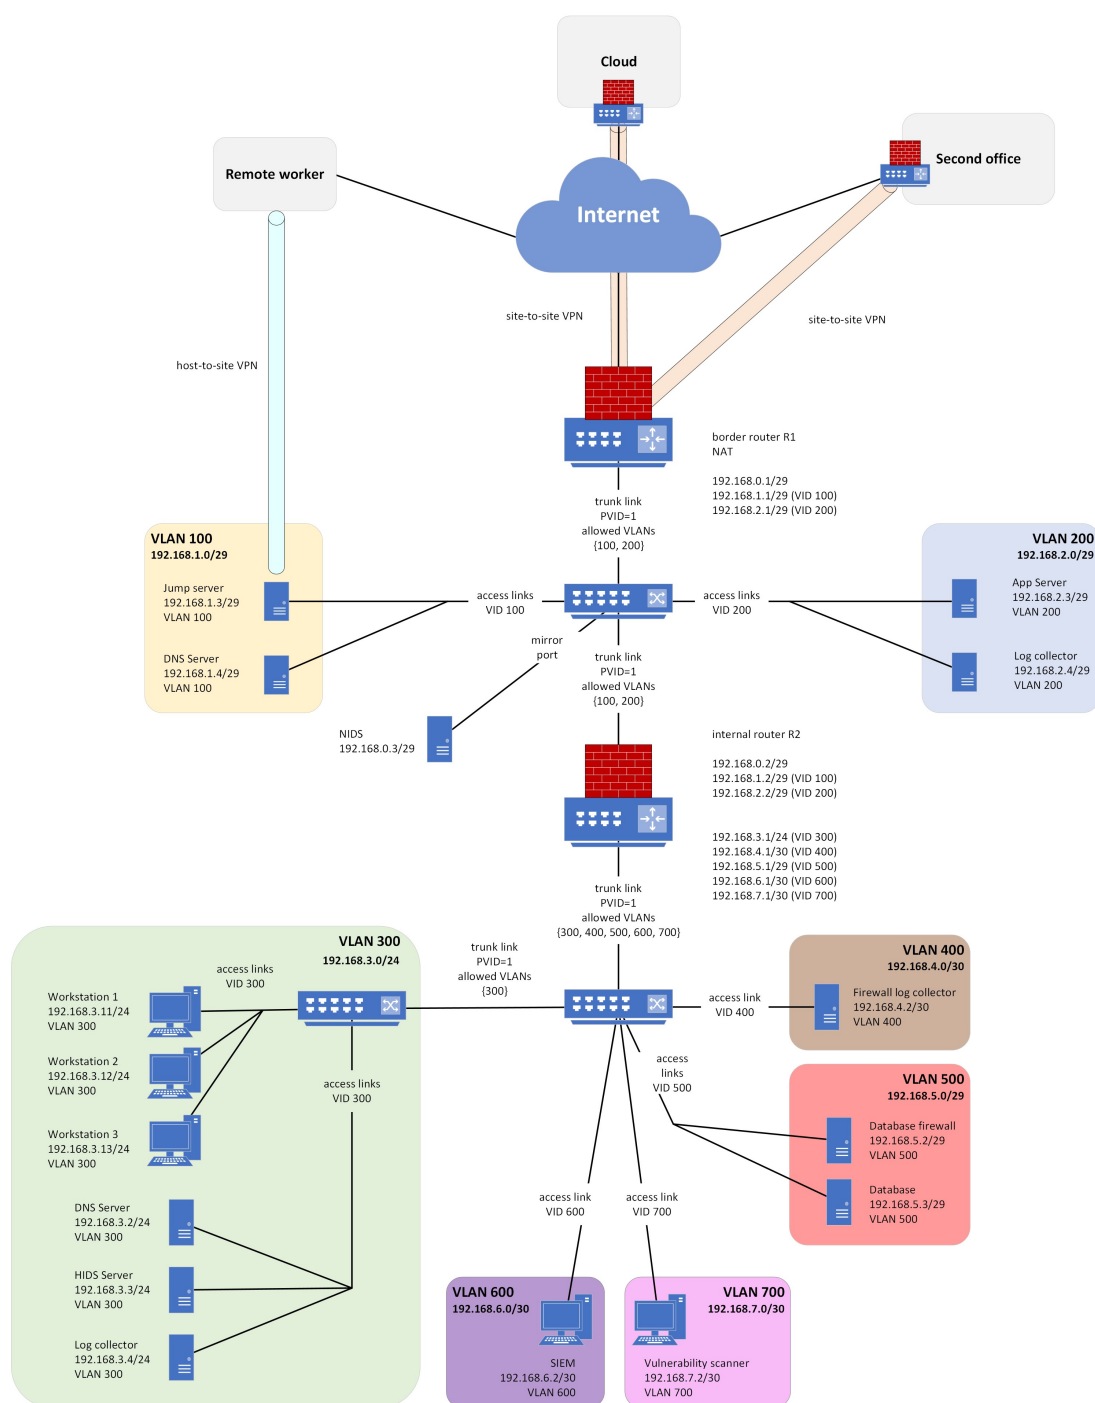 Cloud
Second office
Remote worker
Internet
site-to-site VPN
site-to-site VPN
host-to-site VPN
border router R1
NAT
192.168.0.1/29
192.168.1.1/29 (VID 100)
192.168.2.1/29 (VID 200)
trunk link
PVID=1
allowed VLANs
{100, 200}
VLAN 100
192.168.1.0/29
Jump server
192.168.1.3/29
VLAN 100
DNS Server
192.168.1.4/29
VLAN 100
access links
VID 100
access links
VID 200
VLAN 200
192.168.2.0/29
App Server
192.168.2.3/29
VLAN 200
Log collector
192.168.2.4/29
VLAN 200
mirror
port
trunk link
PVID=1
allowed VLANs
{100, 200}
NIDS
192.168.0.3/29
internal router R2
192.168.0.2/29
192.168.1.2/29 (VID 100)
192.168.2.2/29 (VID 200)
192.168.3.1/24 (VID 300)
192.168.4.1/30 (VID 400)
192.168.5.1/29 (VID 500)
192.168.6.1/30 (VID 600)
192.168.7.1/30 (VID 700)
trunk link
PVID=1
allowed VLANs
{300, 400, 500, 600, 700}
trunk link
PVID=1
allowed VLANs
{300}
VLAN 300
192.168.3.0/24
access links
VID 300
Workstation 1
192.168.3.11/24
VLAN 300
Workstation 2
192.168.3.12/24
VLAN 300
Workstation 3
192.168.3.13/24
VLAN 300
access links
VID 300
DNS Server
192.168.3.2/24
VLAN 300
HIDS Server
192.168.3.3/24
VLAN 300
Log collector
192.168.3.4/24
VLAN 300
access link
VID 400
VLAN 400
192.168.4.0/30
Firewall log collector
192.168.4.2/30
VLAN 400
access
links
VID 500
VLAN 500
192.168.5.0/29
Database firewall
192.168.5.2/29
VLAN 500
Database
192.168.5.3/29
VLAN 500
access link
VID 600
access link
VID 700
VLAN 600
192.168.6.0/30
SIEM
192.168.6.2/30
VLAN 600
VLAN 700
192.168.7.0/30
Vulnerability scanner
192.168.7.2/30
VLAN 700